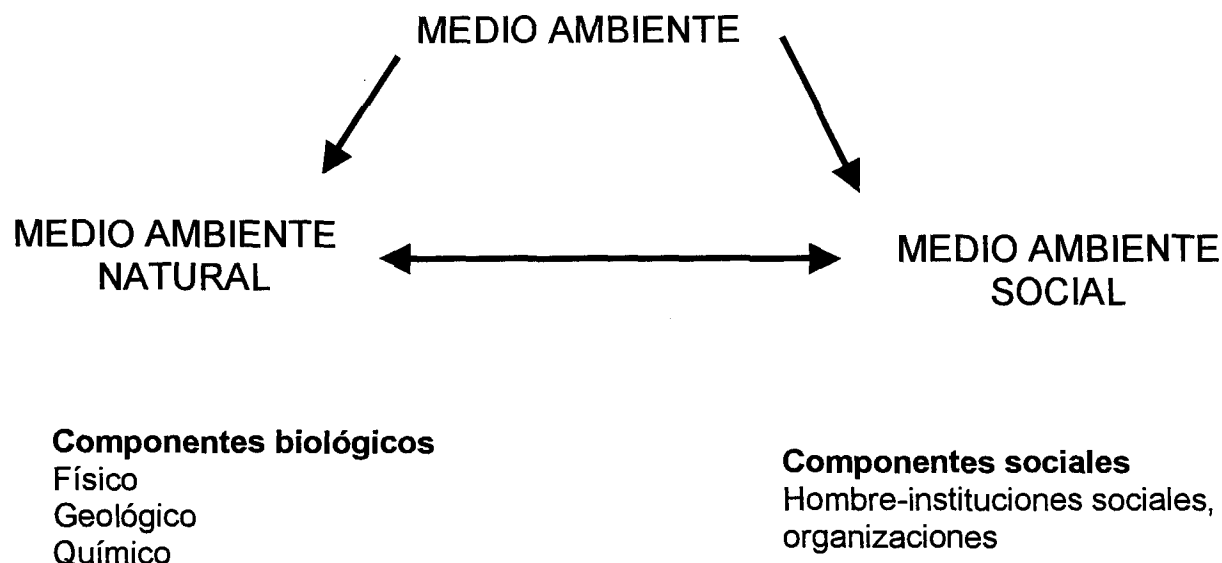 MEDIO AMBIENTE
MEDIO AMBIENTE
NATURAL
MEDIO AMBIENTE
SOCIAL
Componentes biológicos
Físico
Geológico
Químico
Componentes sociales
Hombre-instituciones sociales,
organizaciones